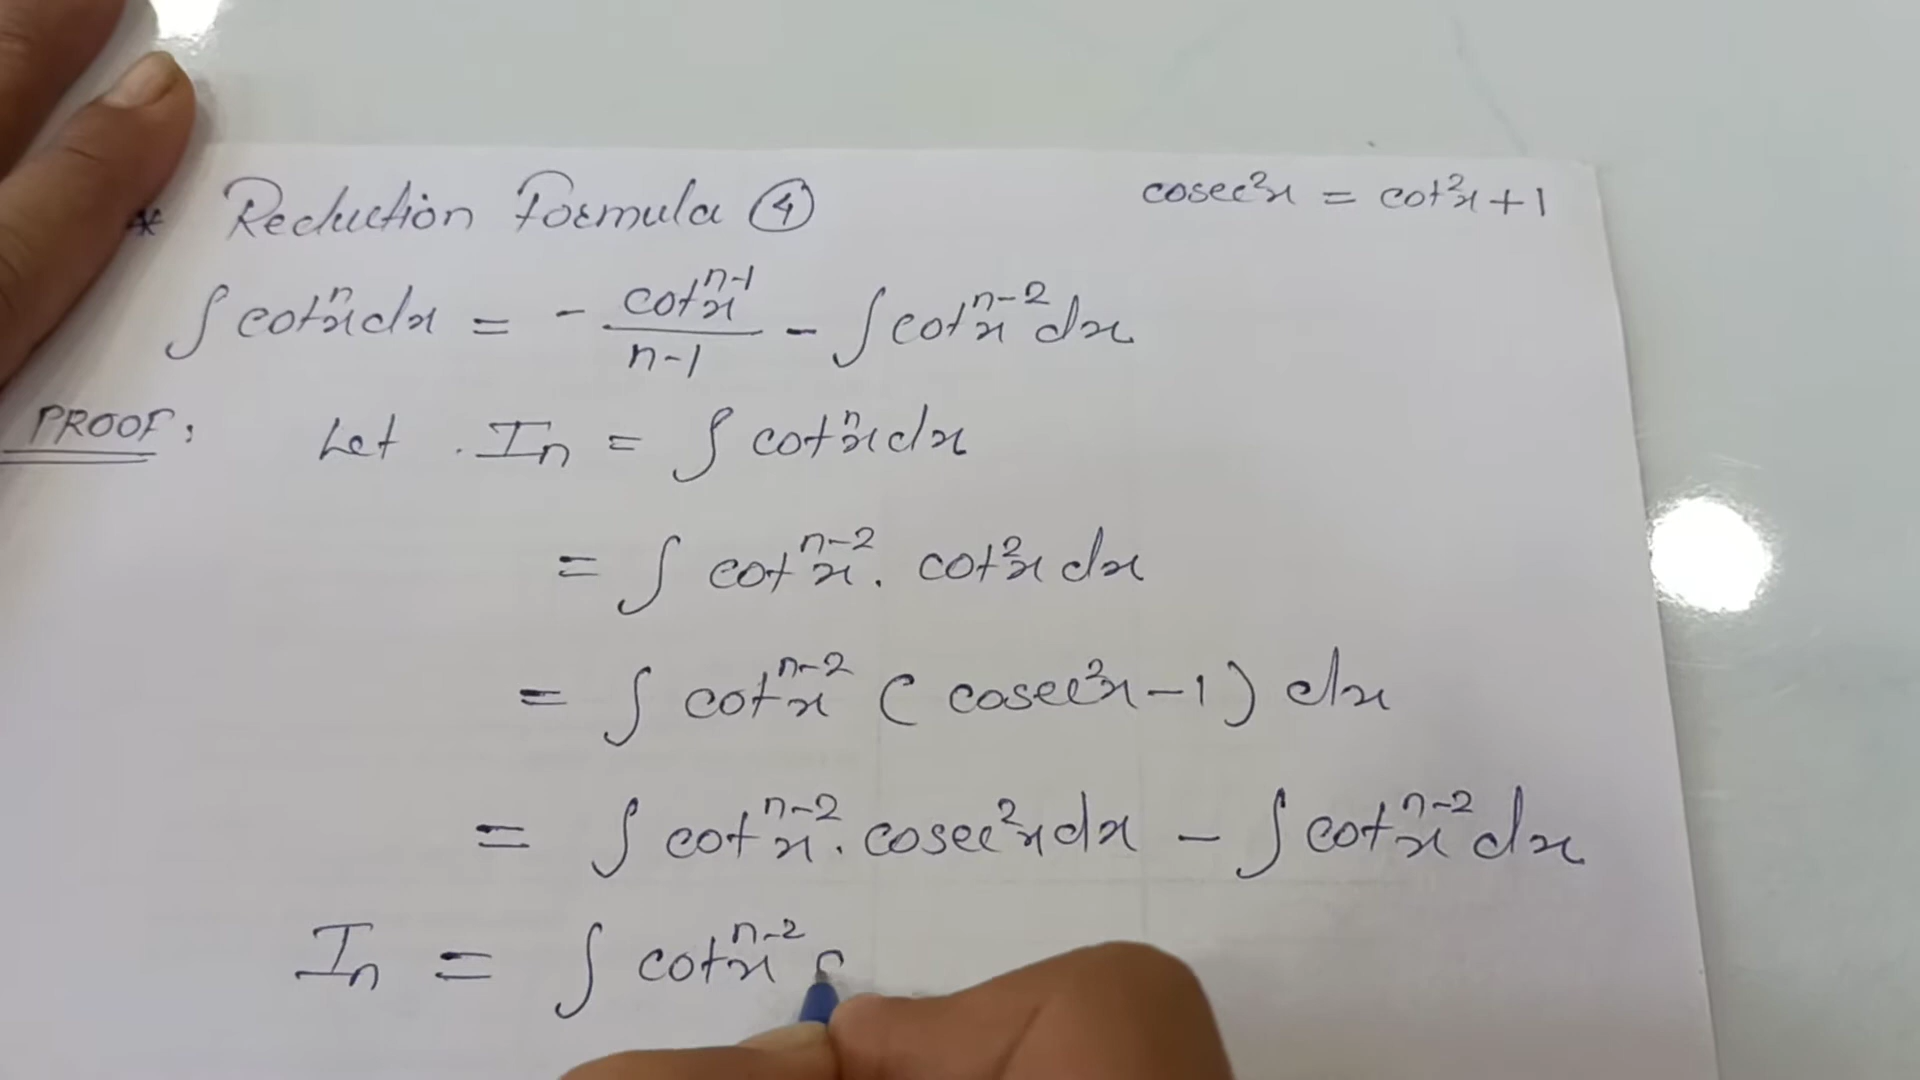 * Reduction Formula ④
cosec²x = cot²x + 1
∫ cotⁿx dx = - cotⁿ⁻¹x / n-1 - ∫ cotⁿ⁻²x dx
PROOF: Let . Iₙ = ∫ cotⁿx dx
= ∫ cotⁿ⁻²x . cot²x dx
= ∫ cotⁿ⁻²x ( cosec²x - 1 ) dx
= ∫ cotⁿ⁻²x . cosec²x dx - ∫ cotⁿ⁻²x dx
Iₙ = ∫ cotⁿ⁻²x c